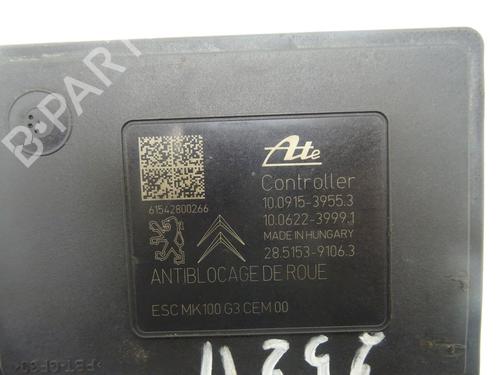 B-PARTS
Ate
Controller
10.0915-3955.3
10.0622-3999.1
61542800266
MADE IN HUNGARY
28.5153-9106.3
ANTIBLOCAGE DE ROUE
ESC MK100 G3 CEM 00